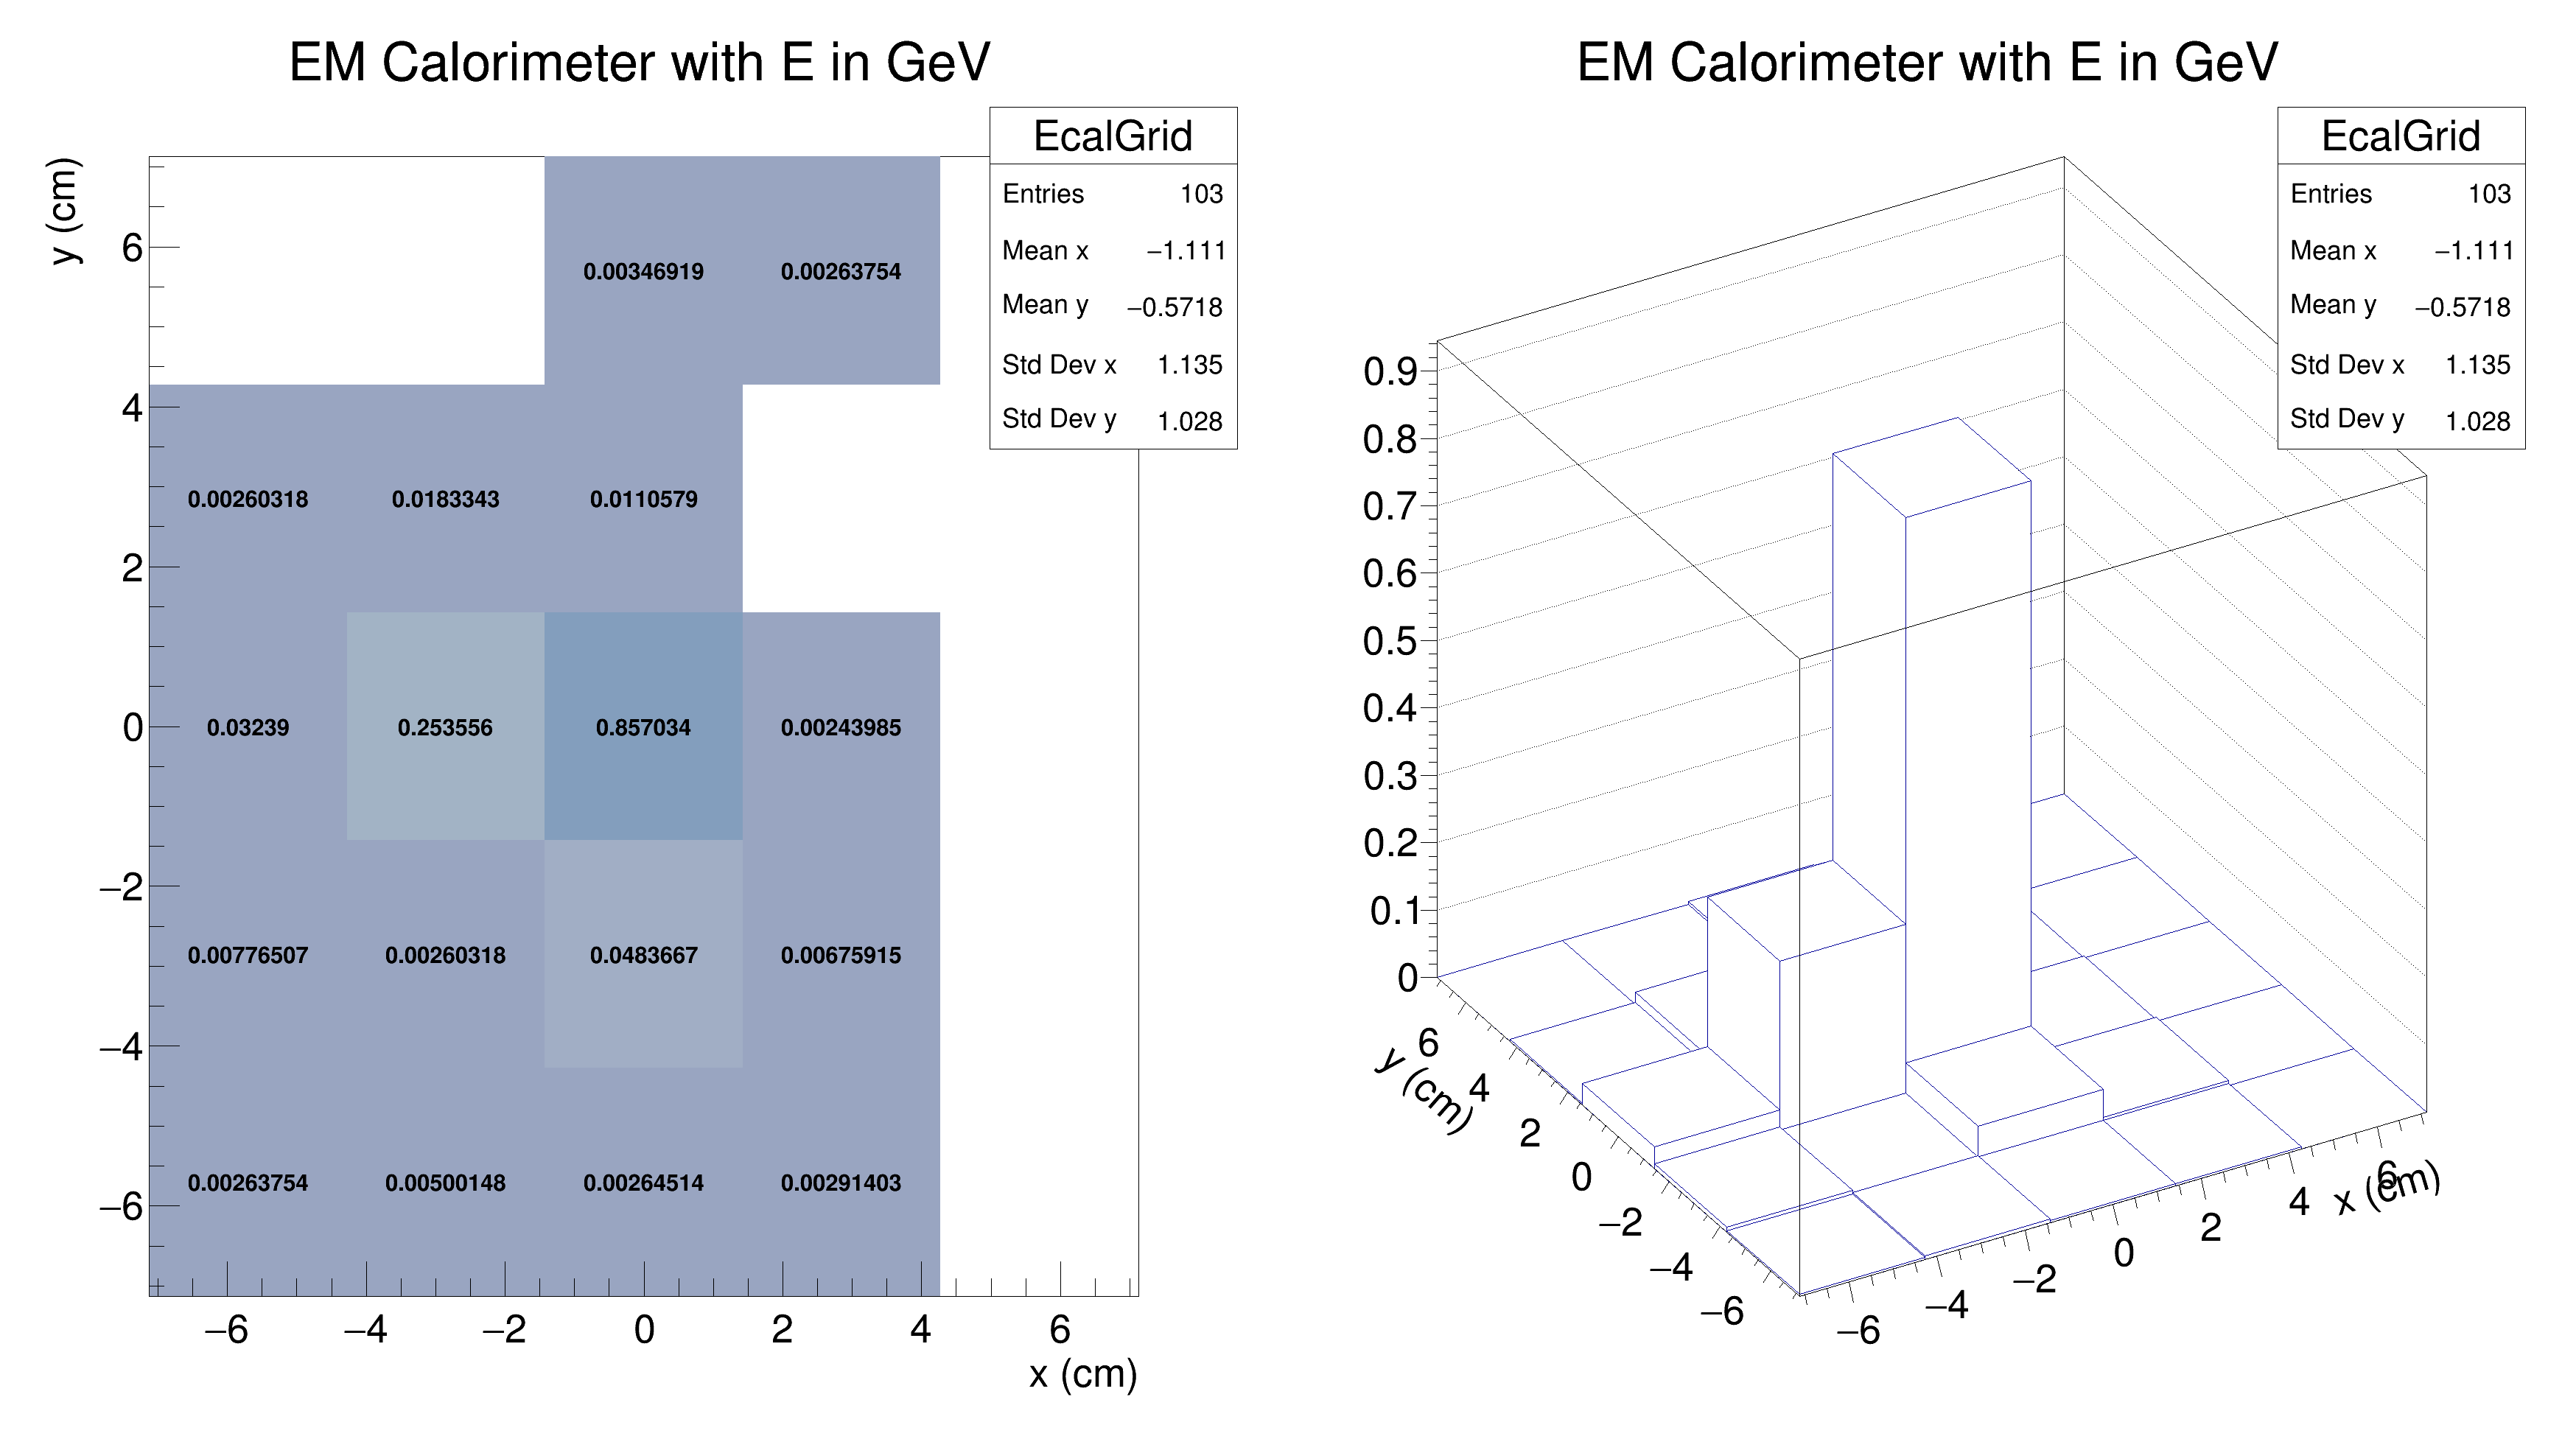 EM Calorimeter with E in GeV
EcalGrid
Entries 103
Mean x −1.111
Mean y −0.5718
Std Dev x 1.135
Std Dev y 1.028
y (cm)
6
4
2
0
−2
−4
−6
0.00346919 0.00263754
0.00260318 0.0183343 0.0110579
0.03239 0.253556 0.857034 0.00243985
0.00776507 0.00260318 0.0483667 0.00675915
0.00263754 0.00500148 0.00264514 0.00291403
−6 −4 −2 0 2 4 6
x (cm)
EM Calorimeter with E in GeV
EcalGrid
Entries 103
Mean x −1.111
Mean y −0.5718
Std Dev x 1.135
Std Dev y 1.028
0.9
0.8
0.7
0.6
0.5
0.4
0.3
0.2
0.1
0
y (cm)
6
4
2
0
−2
−4
−6
−6
−4
−2
0
2
4
6
x (cm)